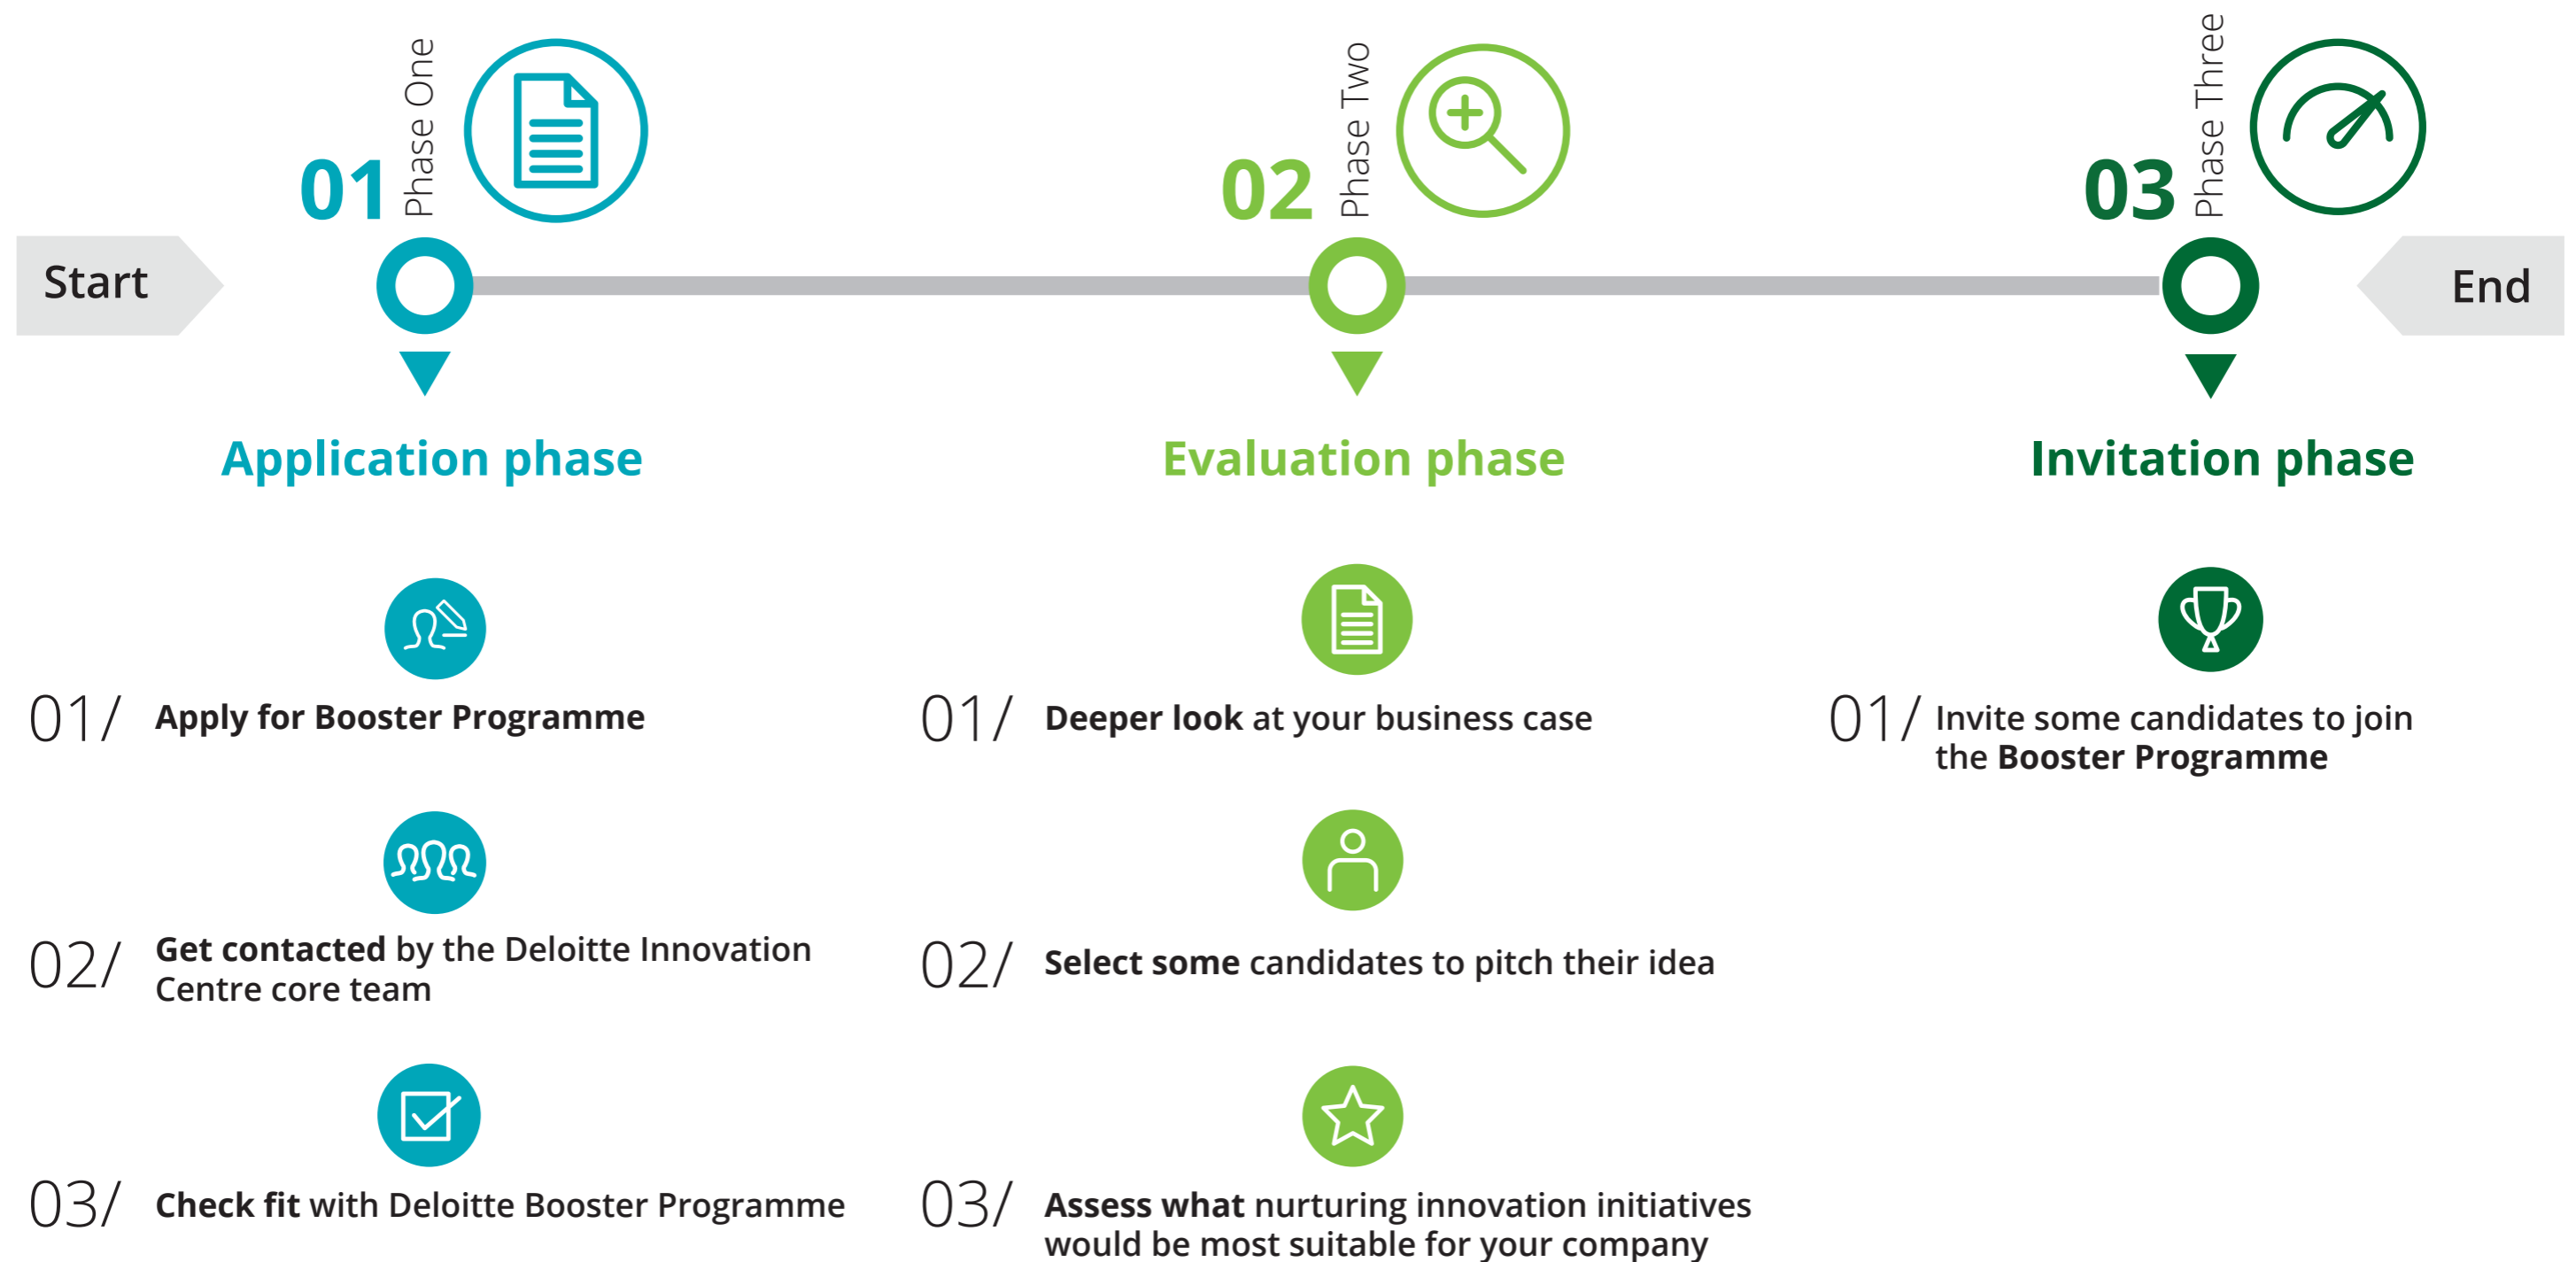 Start
01
Phase One
02
Phase Two
03
Phase Three
End
Application phase
01/ Apply for Booster Programme
02/ Get contacted by the Deloitte Innovation
Centre core team
03/ Check fit with Deloitte Booster Programme
Evaluation phase
01/ Deeper look at your business case
02/ Select some candidates to pitch their idea
03/ Assess what nurturing innovation initiatives
would be most suitable for your company
Invitation phase
01/ Invite some candidates to join
the Booster Programme